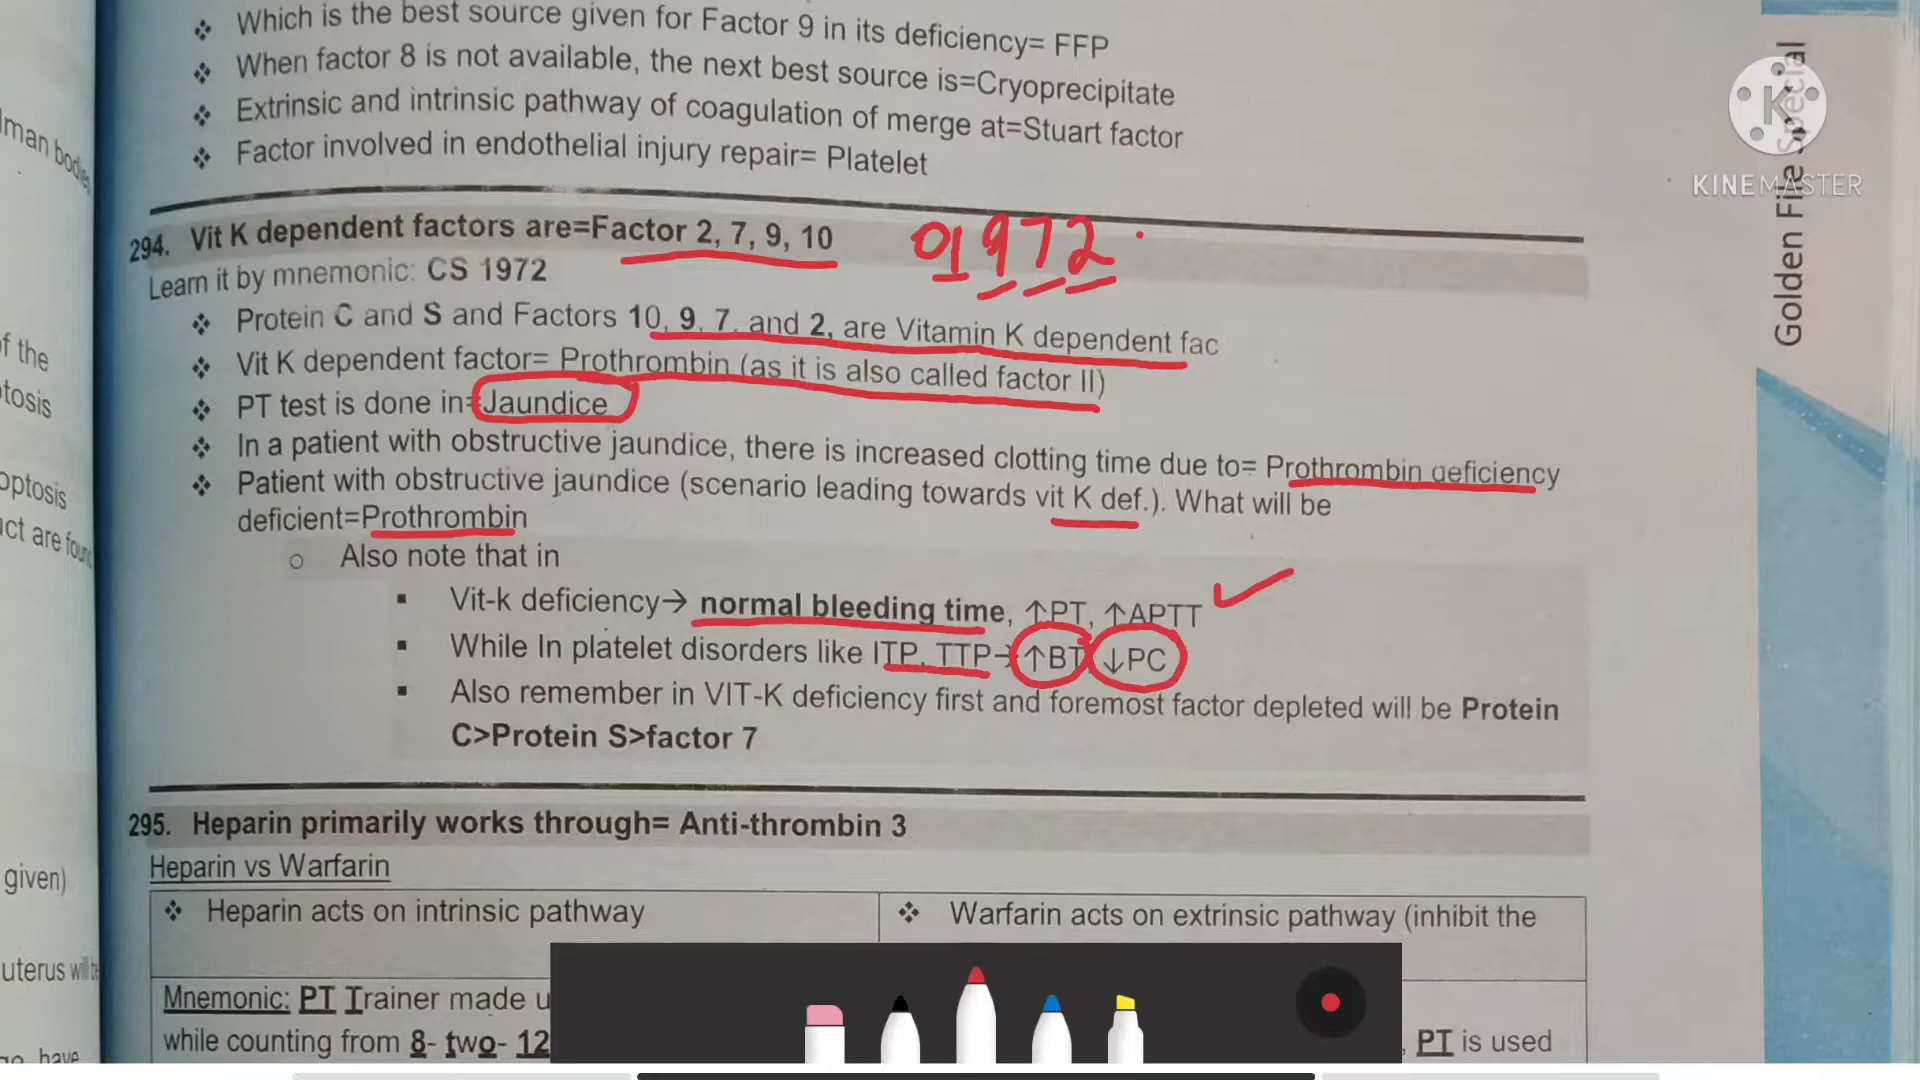 Which is the best source given for Factor 9 in its deficiency= FFP
When factor 8 is not available, the next best source is=Cryoprecipitate
Extrinsic and intrinsic pathway of coagulation of merge at=Stuart factor
Factor involved in endothelial injury repair= Platelet
294. Vit K dependent factors are=Factor 2, 7, 9, 10
01972
Learn it by mnemonic: CS 1972
Protein C and S and Factors 10, 9, 7, and 2, are Vitamin K dependent fac
Vit K dependent factor= Prothrombin (as it is also called factor II)
PT test is done in=Jaundice
In a patient with obstructive jaundice, there is increased clotting time due to= Prothrombin deficiency
Patient with obstructive jaundice (scenario leading towards vit K def.). What will be
deficient=Prothrombin
Also note that in
Vit-k deficiency→ normal bleeding time, ↑PT, ↑APTT
While In platelet disorders like ITP, TTP→ ↑BT ↓PC
Also remember in VIT-K deficiency first and foremost factor depleted will be Protein
C>Protein S>factor 7
295. Heparin primarily works through= Anti-thrombin 3
Heparin vs Warfarin
Heparin acts on intrinsic pathway
Warfarin acts on extrinsic pathway (inhibit the
Mnemonic: PT Trainer made u
while counting from 8- two- 12
, PT is used
of the
optosis
given)
uterus will be
have
Golden File Special
KINEMASTER